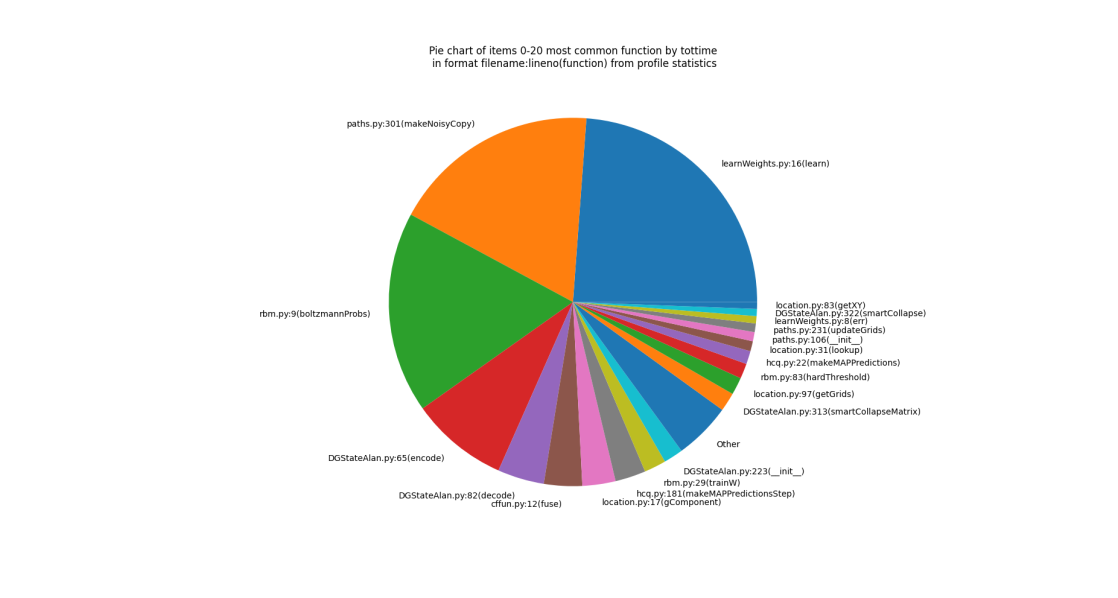 Pie chart of items 0-20 most common function by tottime
in format filename:lineno(function) from profile statistics
paths.py:301(makeNoisyCopy)
learnWeights.py:16(learn)
rbm.py:9(boltzmannProbs)
location.py:83(getXY)
DGStateAlan.py:322(smartCollapse)
learnWeights.py:8(err)
paths.py:231(updateGrids)
paths.py:106(__init__)
location.py:31(lookup)
hcq.py:22(makeMAPPredictions)
rbm.py:83(hardThreshold)
location.py:97(getGrids)
DGStateAlan.py:313(smartCollapseMatrix)
Other
DGStateAlan.py:65(encode)
DGStateAlan.py:223(__init__)
rbm.py:29(trainW)
hcq.py:181(makeMAPPredictionsStep)
DGStateAlan.py:82(decode)
location.py:17(gComponent)
cffun.py:12(fuse)